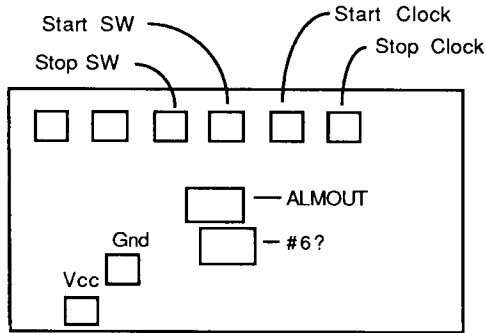 Start SW
Start Clock
Stop SW
Stop Clock
ALMOUT
#6?
Gnd
Vcc